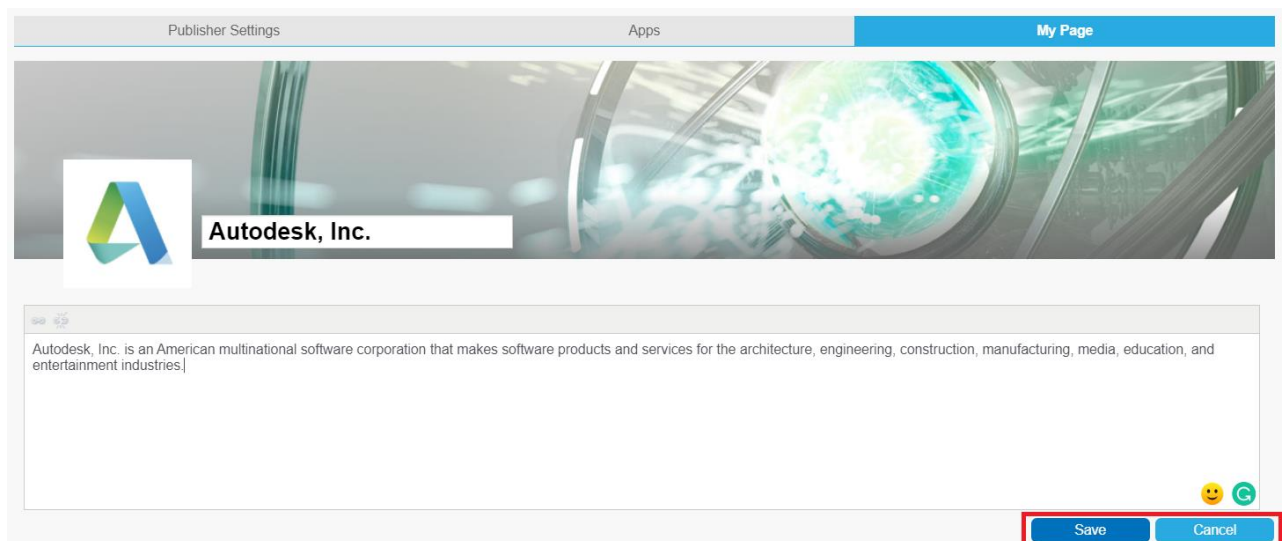 Publisher Settings
Apps
My Page
Autodesk, Inc.
Autodesk, Inc. is an American multinational software corporation that makes software products and services for the architecture, engineering, construction, manufacturing, media, education, and
entertainment industries.
Save
Cancel